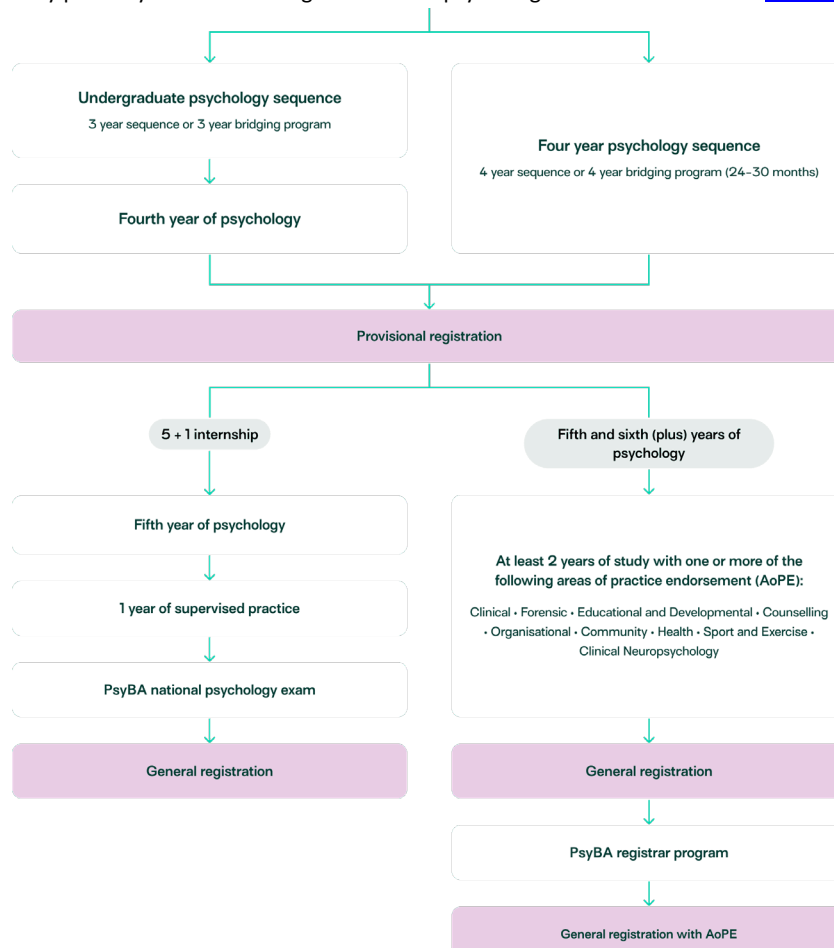 Undergraduate psychology sequence
3 year sequence or 3 year bridging program
Fourth year of psychology
Four year psychology sequence
4 year sequence or 4 year bridging program (24-30 months)
Provisional registration
5 + 1 internship
Fifth year of psychology
1 year of supervised practice
PsyBA national psychology exam
General registration
Fifth and sixth (plus) years of
psychology
At least 2 years of study with one or more of the
following areas of practice endorsement (AoPE):
Clinical • Forensic • Educational and Developmental • Counselling
• Organisational • Community • Health • Sport and Exercise •
Clinical Neuropsychology
General registration
PsyBA registrar program
General registration with AoPE